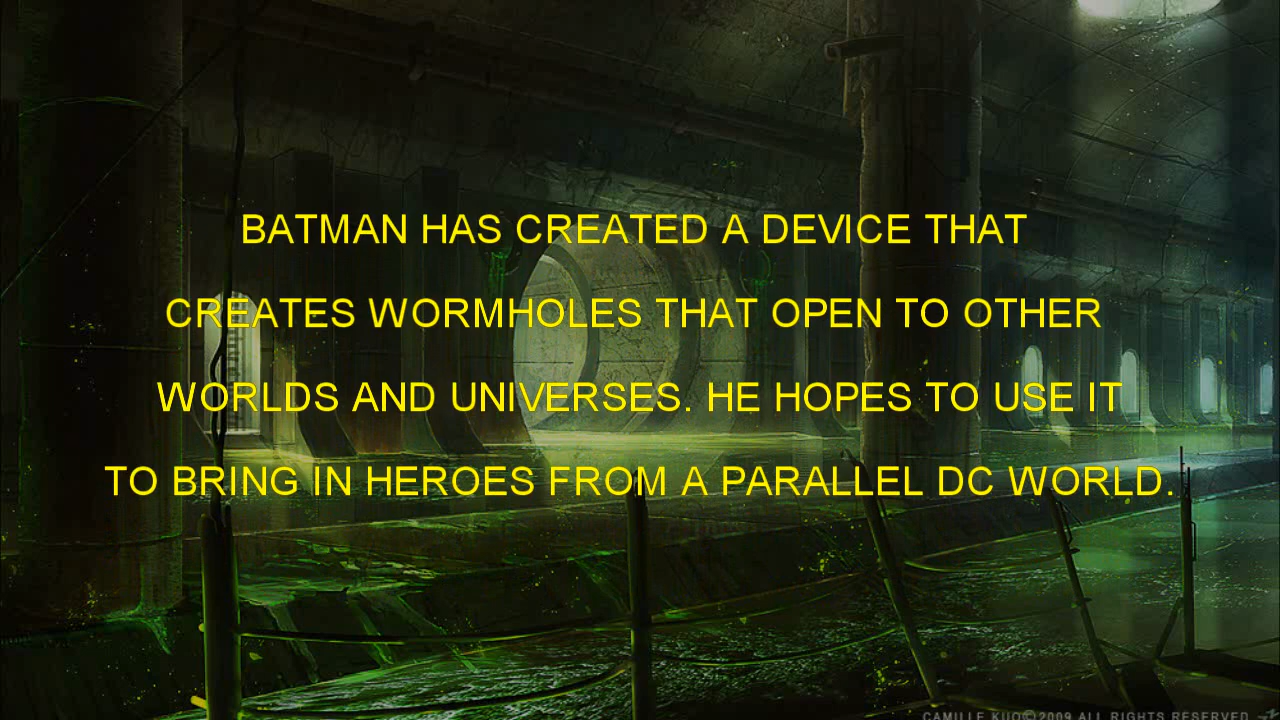 BATMAN HAS CREATED A DEVICE THAT
CREATES WORMHOLES THAT OPEN TO OTHER
WORLDS AND UNIVERSES. HE HOPES TO USE IT
TO BRING IN HEROES FROM A PARALLEL DC WORLD.
CAMILLE KUO©2009 ALL RIGHTS RESERVED